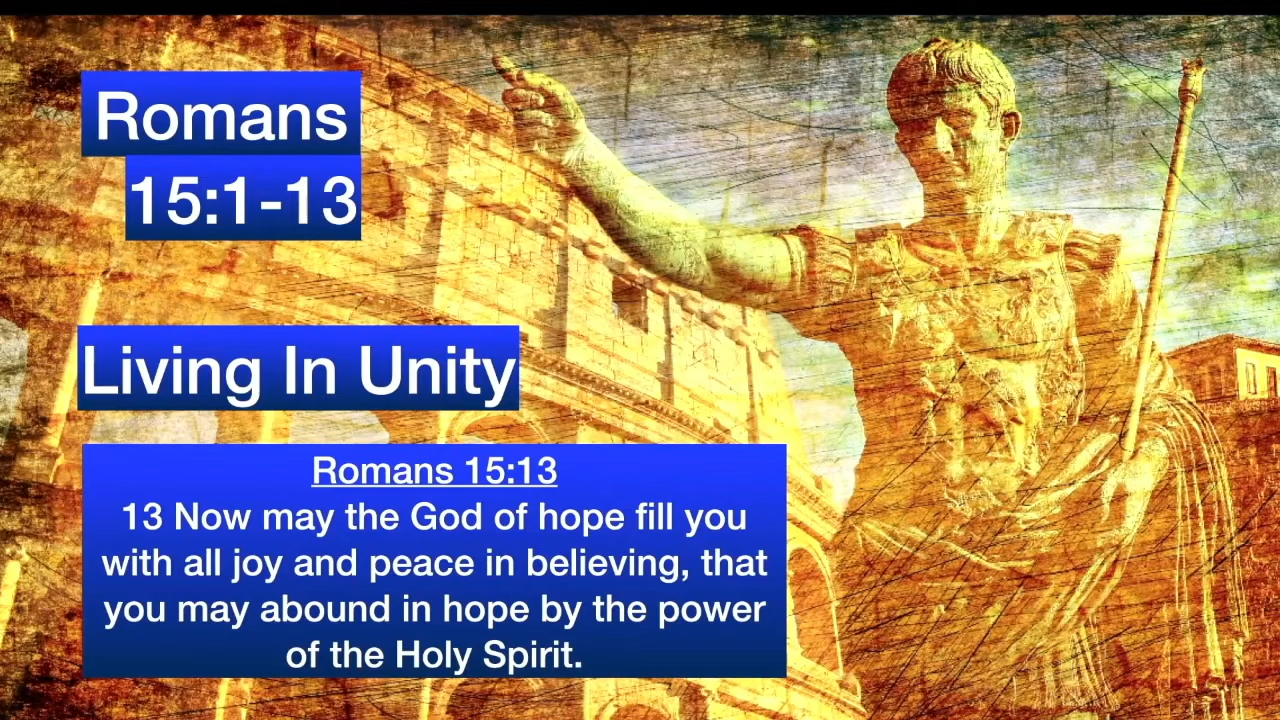 Romans
15:1-13
Living In Unity
Romans 15:13
13 Now may the God of hope fill you
with all joy and peace in believing, that
you may abound in hope by the power
of the Holy Spirit.